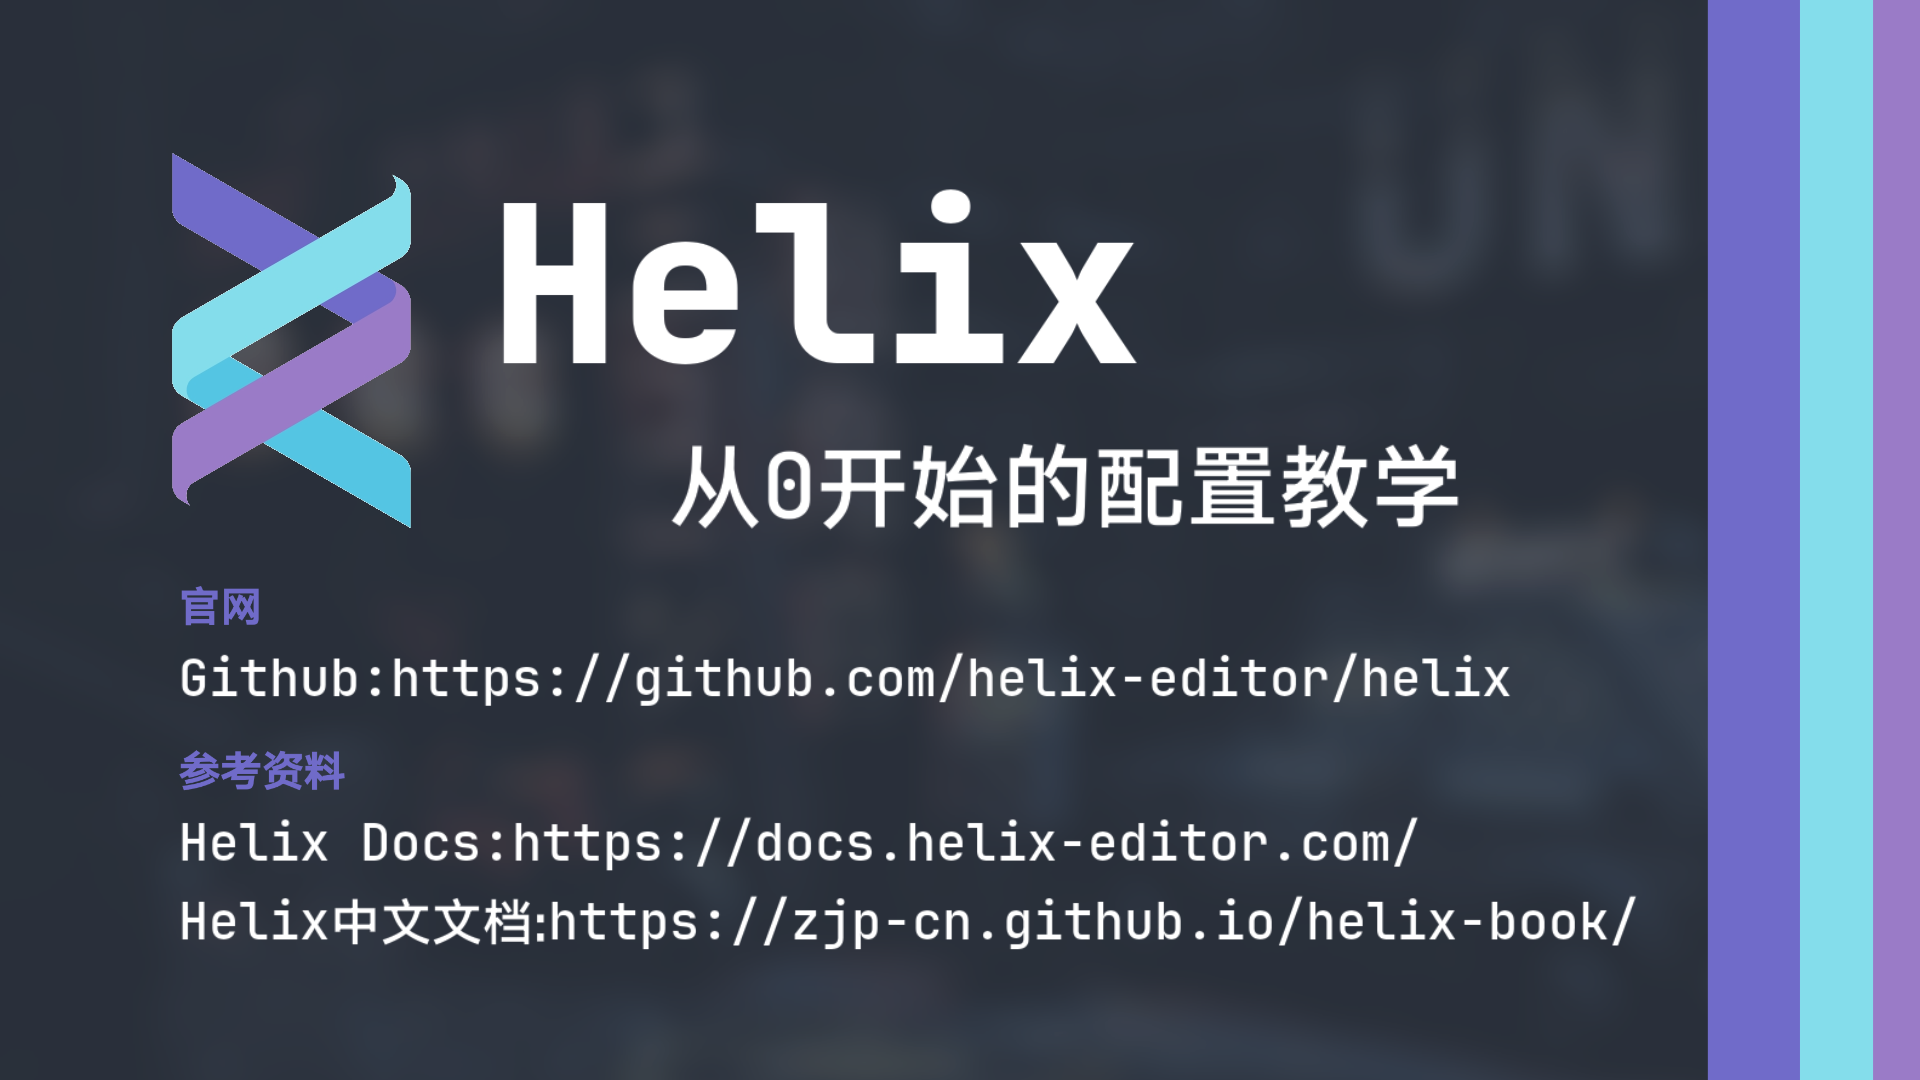 Helix
从0开始的配置教学
官网
Github:https://github.com/helix-editor/helix
参考资料
Helix Docs:https://docs.helix-editor.com/
Helix中文文档:https://zjp-cn.github.io/helix-book/